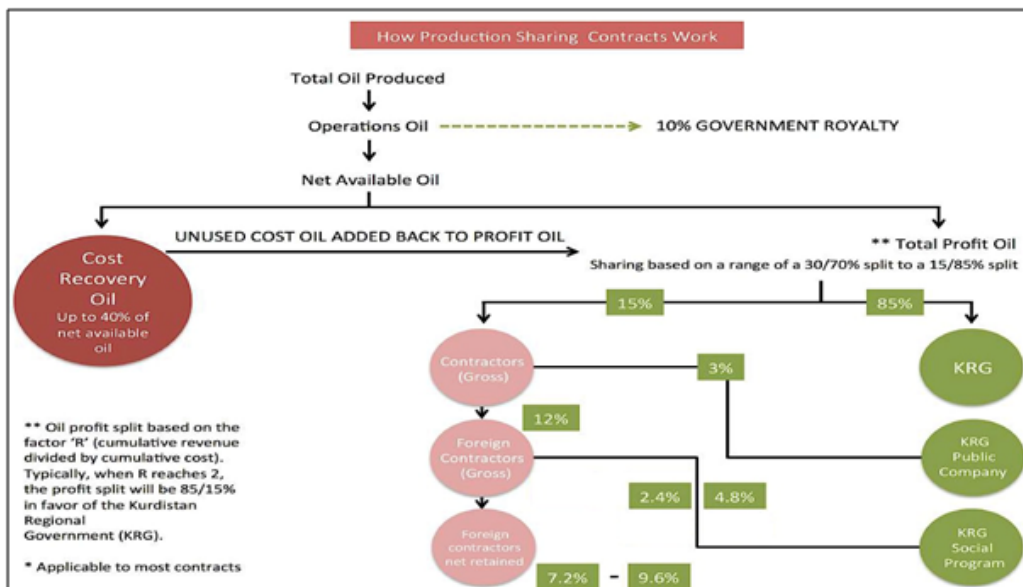 How Production Sharing Contracts Work
Total Oil Produced
Operations Oil
10% GOVERNMENT ROYALTY
Net Available Oil
UNUSED COST OIL ADDED BACK TO PROFIT OIL
Cost
Recovery
Oil
Up to 40% of
net available
oil
** Total Profit Oil
Sharing based on a range of a 30/70% split to a 15/85% split
15%
85%
Contractors
(Gross)
3%
KRG
12%
Foreign
Contractors
(Gross)
KRG
Public
Company
2.4%
4.8%
Foreign
contractors
net retained
KRG
Social
Program
7.2% - 9.6%
** Oil profit split based on the
factor ‘R’ (cumulative revenue
divided by cumulative cost).
Typically, when R reaches 2,
the profit split will be 85/15%
in favor of the Kurdistan
Regional
Government (KRG).
* Applicable to most contracts